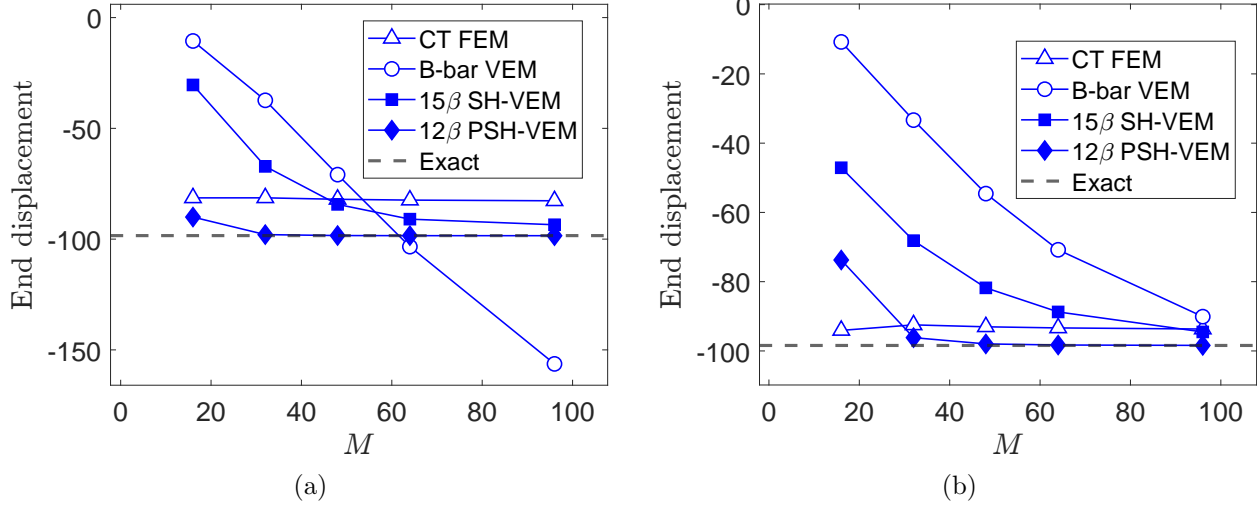 0
-50
-100
-150
0 20 40 60 80 100
End displacement
M
CT FEM
B-bar VEM
15β SH-VEM
12β PSH-VEM
Exact
(a)
0
-20
-40
-60
-80
-100
0 20 40 60 80 100
End displacement
M
CT FEM
B-bar VEM
15β SH-VEM
12β PSH-VEM
Exact
(b)